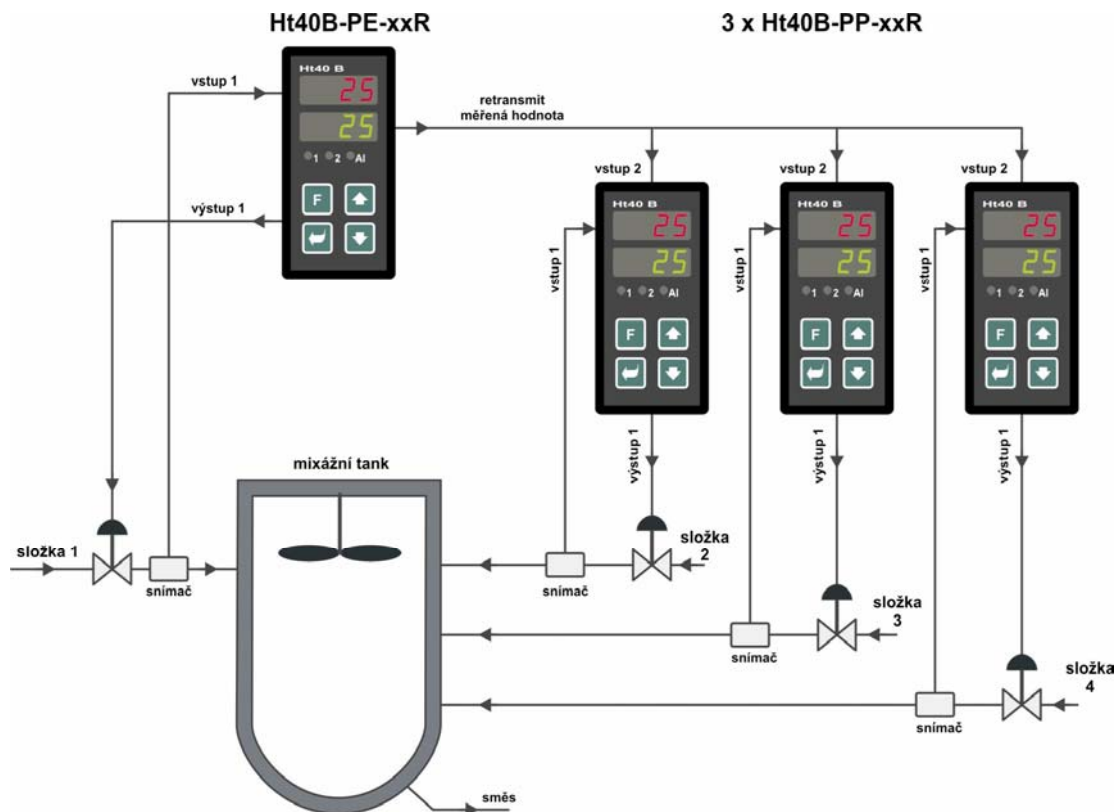 Ht40B-PE-xxR
3 x Ht40B-PP-xxR
vstup 1
Ht40 B
25
25
1 2 Al
F
výstup 1
retransmit
měřená hodnota
vstup 2
vstup 2
vstup 2
Ht40 B
25
25
1 2 Al
F
vstup 1
výstup 1
Ht40 B
25
25
1 2 Al
F
vstup 1
výstup 1
Ht40 B
25
25
1 2 Al
F
vstup 1
výstup 1
mixážní tank
složka 1
snímač
složka
2
snímač
složka
3
snímač
složka
4
snímač
směs